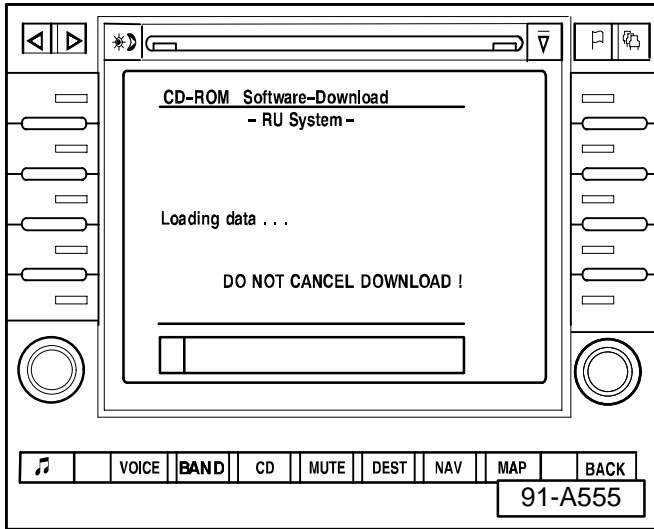 CD-ROM Software-Download
- RU System -
Loading data . . .
DO NOT CANCEL DOWNLOAD !
VOICE BAND CD MUTE DEST NAV MAP BACK
91-A555